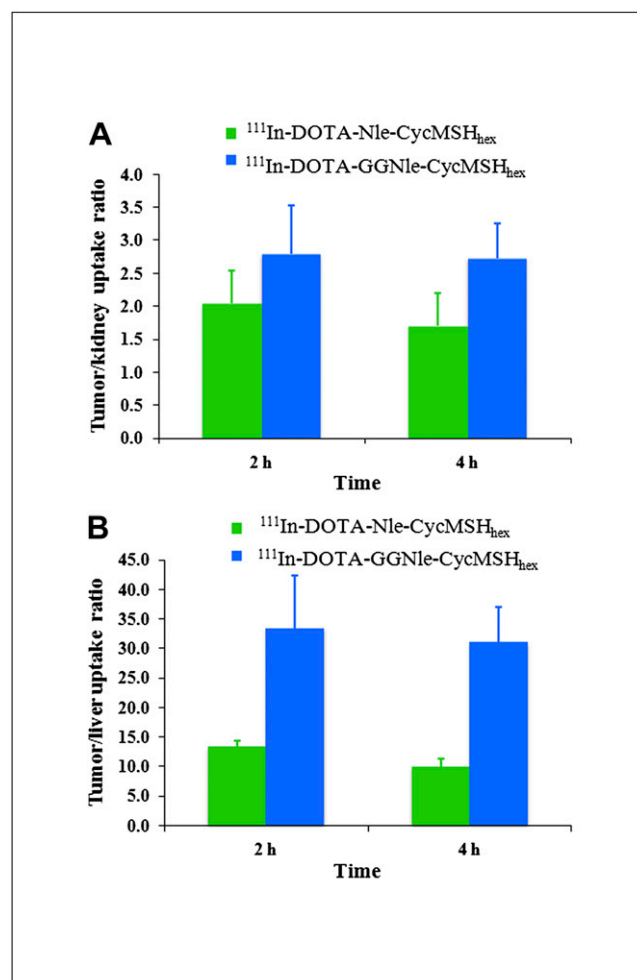 A
¹¹¹In-DOTA-Nle-CycMSHhex
¹¹¹In-DOTA-GGNle-CycMSHhex
Tumor/kidney uptake ratio
4.0
3.5
3.0
2.5
2.0
1.5
1.0
0.5
0.0
2 h
4 h
Time
B
¹¹¹In-DOTA-Nle-CycMSHhex
¹¹¹In-DOTA-GGNle-CycMSHhex
Tumor/liver uptake ratio
45.0
40.0
35.0
30.0
25.0
20.0
15.0
10.0
5.0
0.0
2 h
4 h
Time